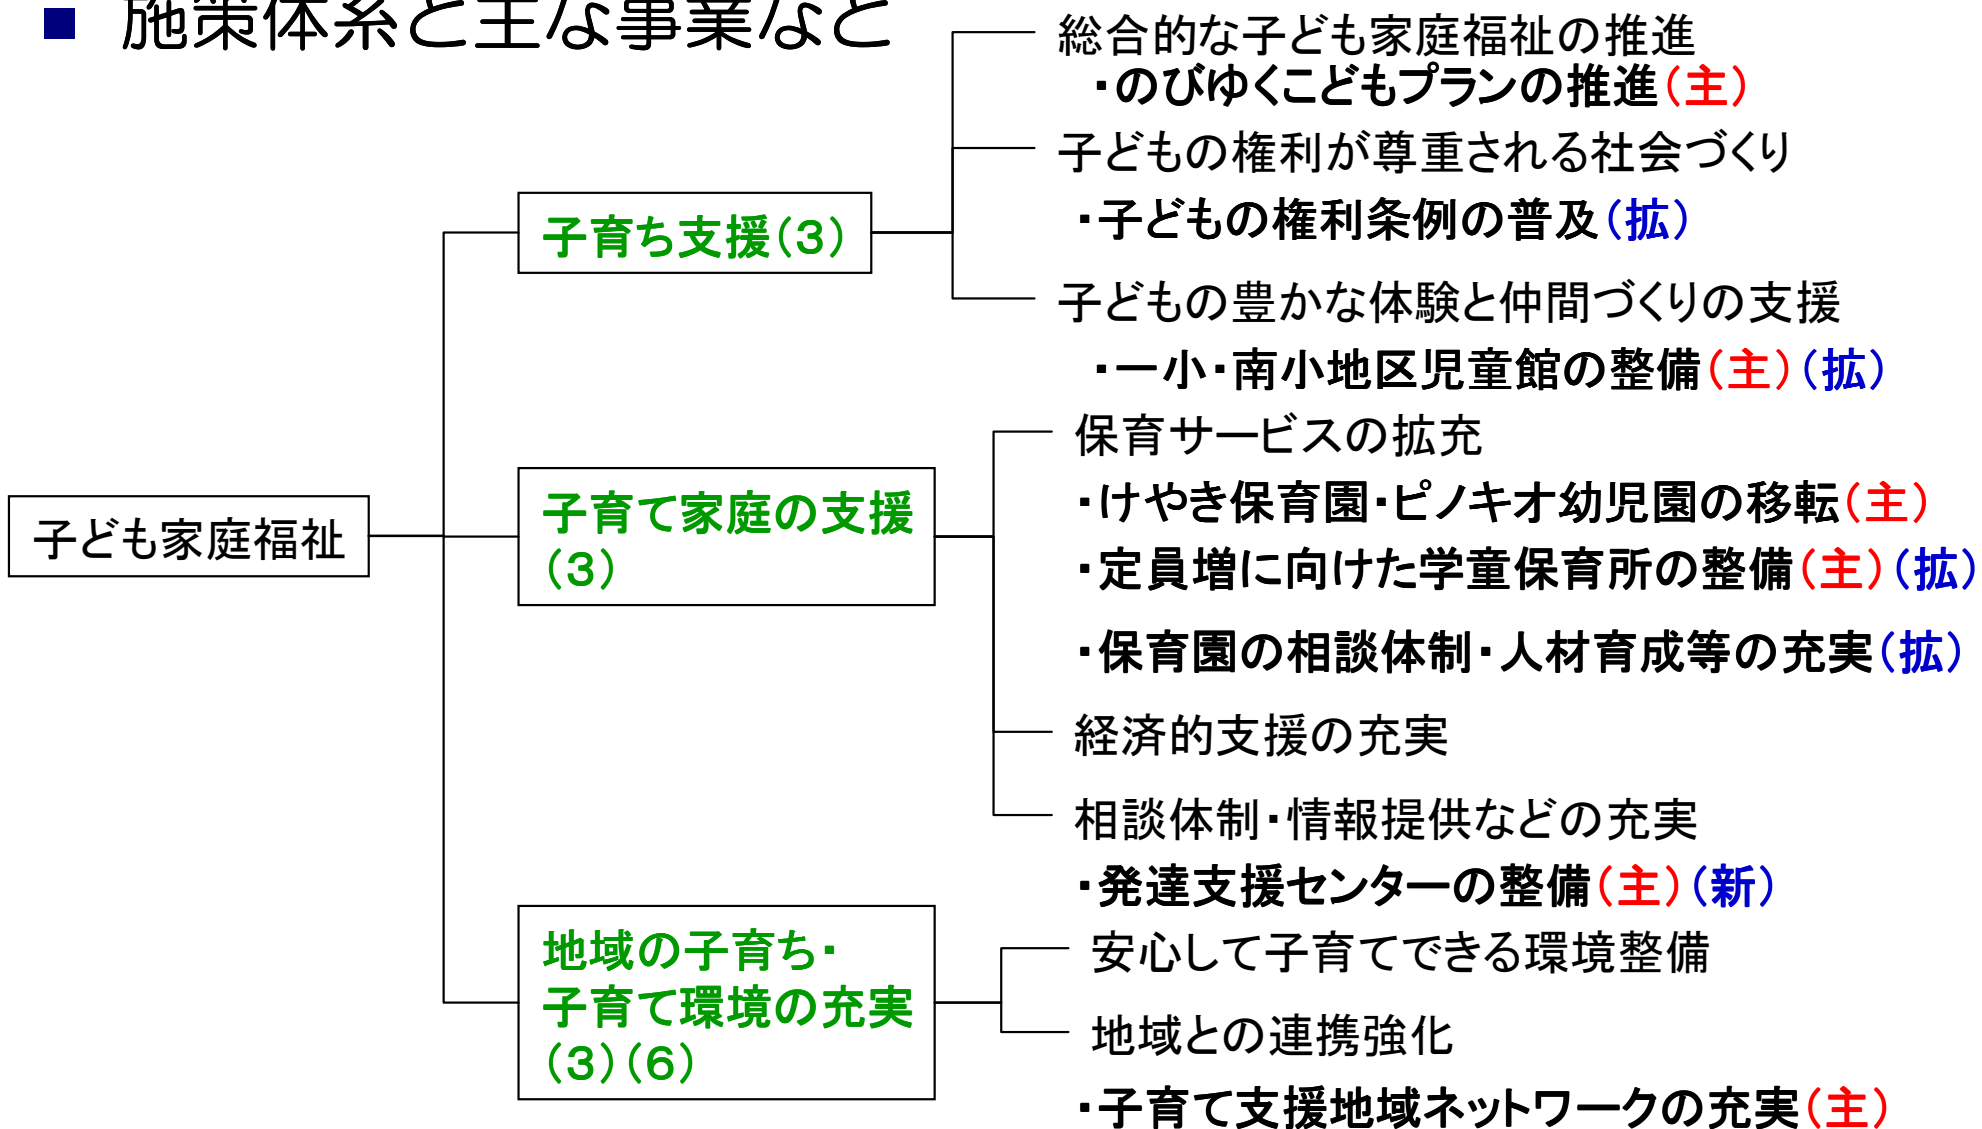 ■ 施策体系と主な事業など
子ども家庭福祉
子育ち支援(3)
総合的な子ども家庭福祉の推進
・のびゆくこどもプランの推進(主)
子どもの権利が尊重される社会づくり
・子どもの権利条例の普及(拡)
子どもの豊かな体験と仲間づくりの支援
・一小・南小地区児童館の整備(主)(拡)
子育て家庭の支援
(3)
保育サービスの拡充
・けやき保育園・ピノキオ幼児園の移転(主)
・定員増に向けた学童保育所の整備(主)(拡)
・保育園の相談体制・人材育成等の充実(拡)
経済的支援の充実
相談体制・情報提供などの充実
・発達支援センターの整備(主)(新)
地域の子育ち・
子育て環境の充実
(3)(6)
安心して子育てできる環境整備
地域との連携強化
・子育て支援地域ネットワークの充実(主)